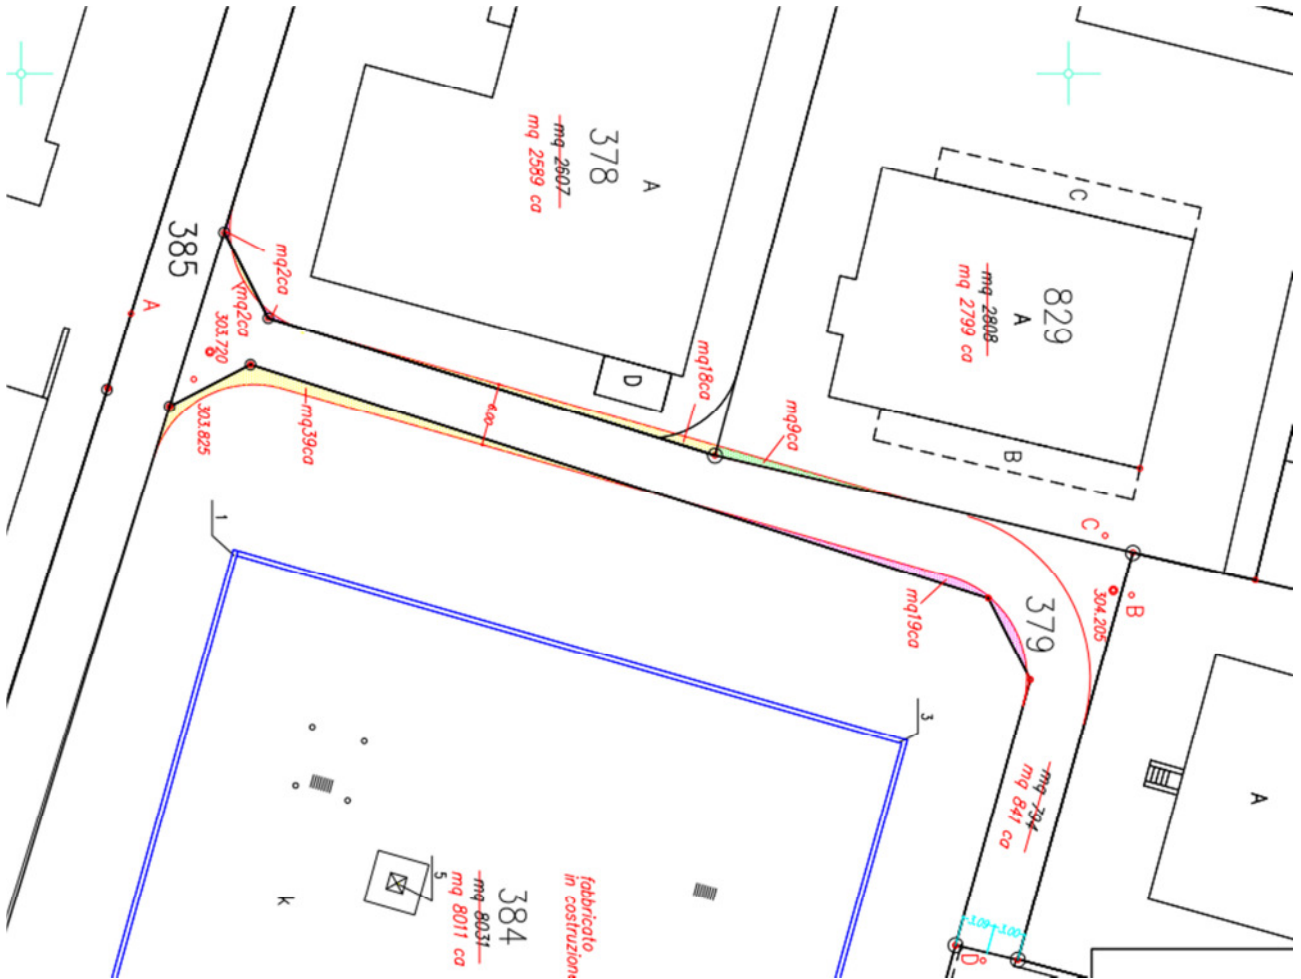 378
A
mq 2607
mq 2589 ca
C
829
A
mq 2808
mq 2799 ca
B
385
A
mq2ca
mq2ca
303.720
303.825
mq39ca
6.00
D
mq18ca
mq9ca
C
B
304.205
379
mq19ca
mq 794
mq 841 ca
1
3
A
k
5
384
mq 8031
mq 8011 ca
fabbricato
in costruzione
D